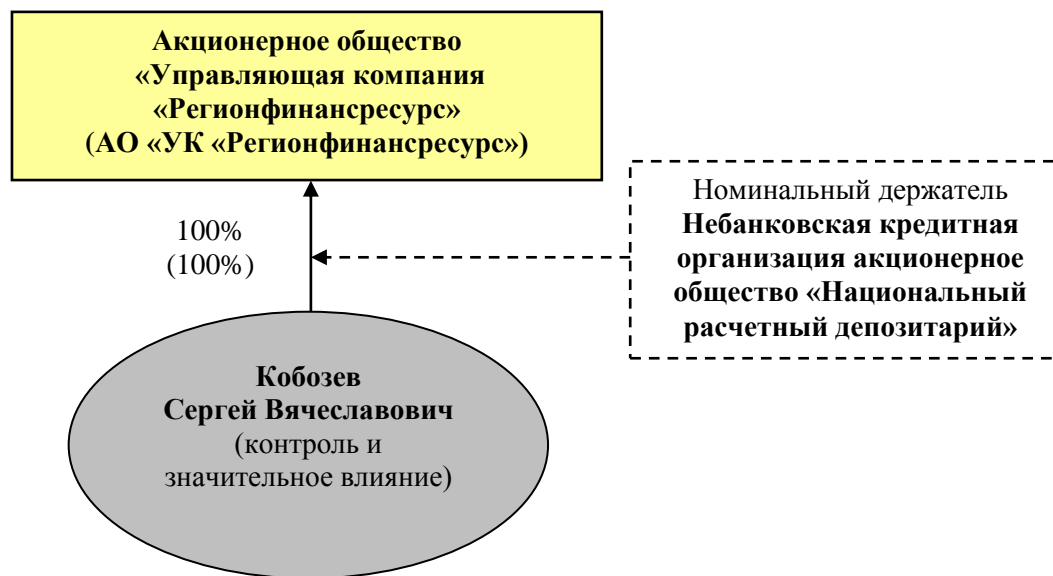 Акционерное общество
«Управляющая компания
«Регионфинансресурс»
(АО «УК «Регионфинансресурс»)
100%
(100%)
Номинальный держатель
Небанковская кредитная
организация акционерное
общество «Национальный
расчетный депозитарий»
Кобозев
Сергей Вячеславович
(контроль и
значительное влияние)